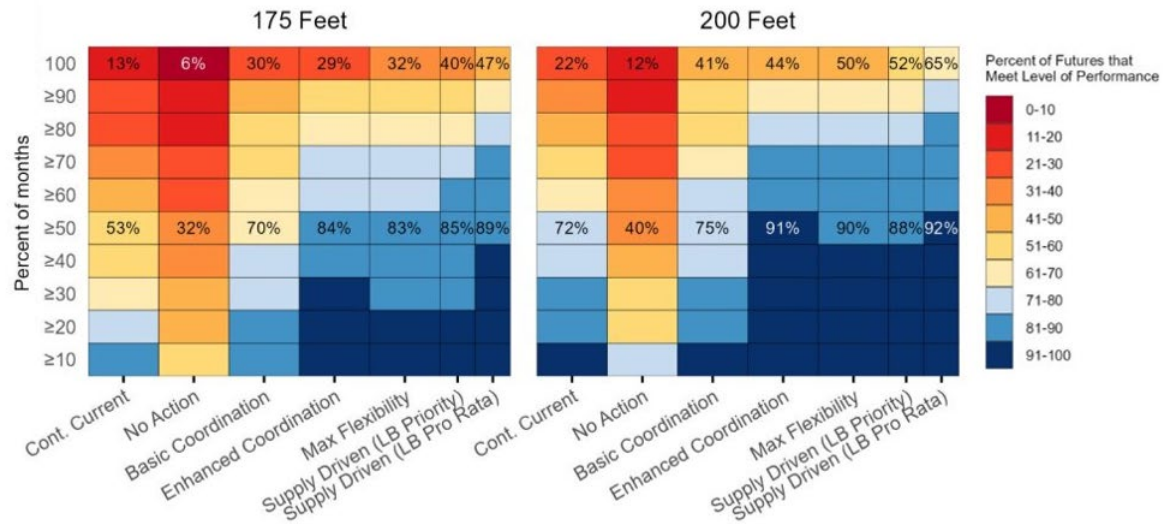 175 Feet
200 Feet
Percent of months
100
≥90
≥80
≥70
≥60
≥50
≥40
≥30
≥20
≥10
13% 6% 30% 29% 32% 40% 47%
53% 32% 70% 84% 83% 85% 89%
22% 12% 41% 44% 50% 52% 65%
72% 40% 75% 91% 90% 88% 92%
Cont. Current
No Action
Basic Coordination
Enhanced Coordination
Max Flexibility
Supply Driven (LB Priority)
Supply Driven (LB Pro Rata)
Cont. Current
No Action
Basic Coordination
Enhanced Coordination
Max Flexibility
Supply Driven (LB Priority)
Supply Driven (LB Pro Rata)
Percent of Futures that
Meet Level of Performance
0-10
11-20
21-30
31-40
41-50
51-60
61-70
71-80
81-90
91-100